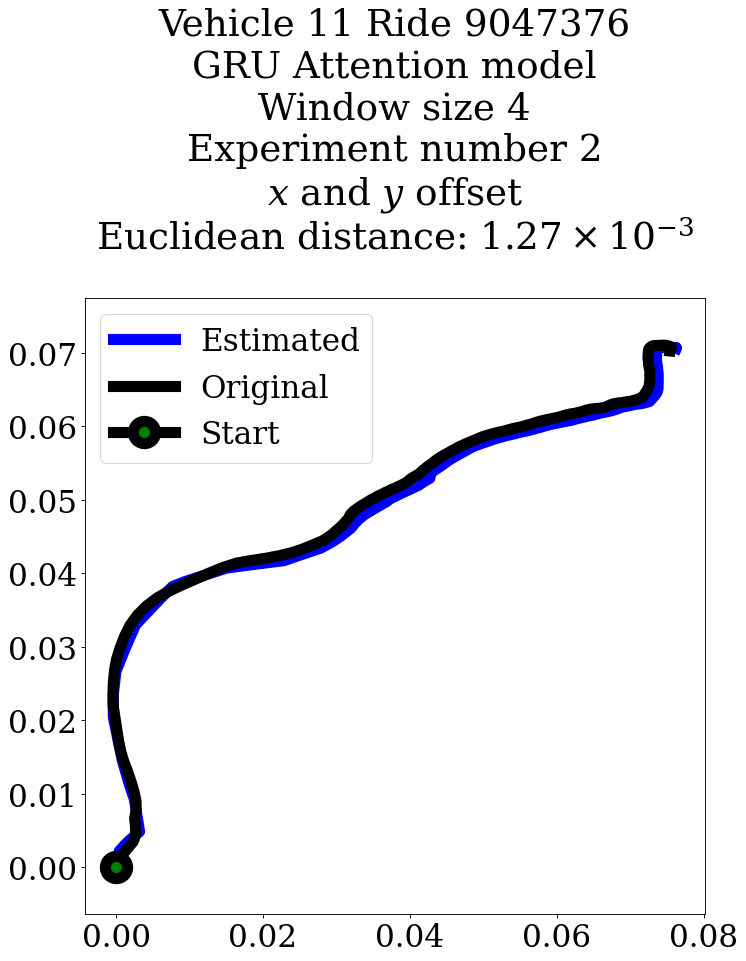 Vehicle 11 Ride 9047376
GRU Attention model
Window size 4
Experiment number 2
x and y offset
Euclidean distance: 1.27 × 10⁻³
Estimated
Original
Start
0.07
0.06
0.05
0.04
0.03
0.02
0.01
0.00
0.00 0.02 0.04 0.06 0.08